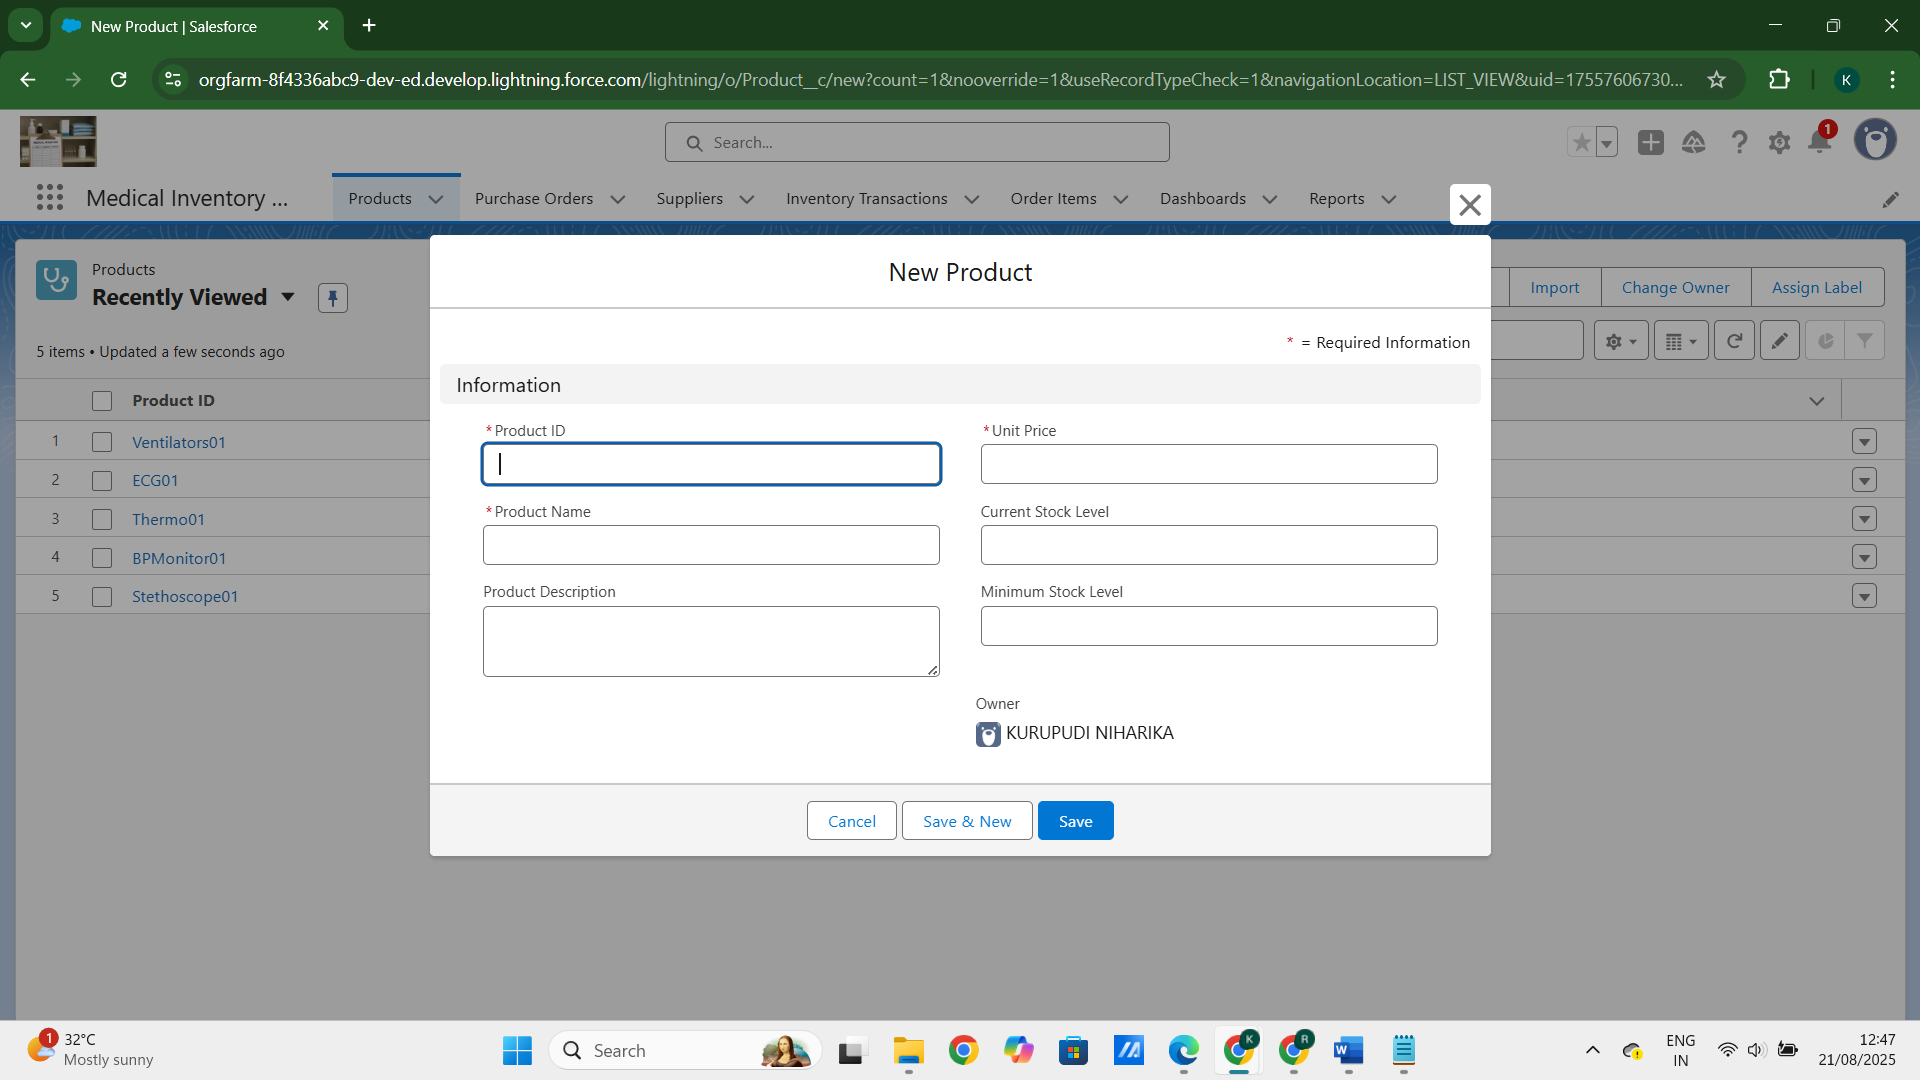 New Product | Salesforce
orgfarm-8f4336abc9-dev-ed.develop.lightning.force.com/lightning/o/Product__c/new?count=1&nooverride=1&useRecordTypeCheck=1&navigationLocation=LIST_VIEW&uid=17557606730...
K
Search...
1
Medical Inventory ...
Products
Purchase Orders
Suppliers
Inventory Transactions
Order Items
Dashboards
Reports
Products
Recently Viewed
Import
Change Owner
Assign Label
5 items • Updated a few seconds ago
Product ID
1 Ventilators01
2 ECG01
3 Thermo01
4 BPMonitor01
5 Stethoscope01
New Product
* = Required Information
Information
*Product ID
*Unit Price
*Product Name
Current Stock Level
Product Description
Minimum Stock Level
Owner
KURUPUDI NIHARIKA
Cancel
Save & New
Save
1
32°C
Mostly sunny
Search
K
R
W
ENG
IN
12:47
21/08/2025